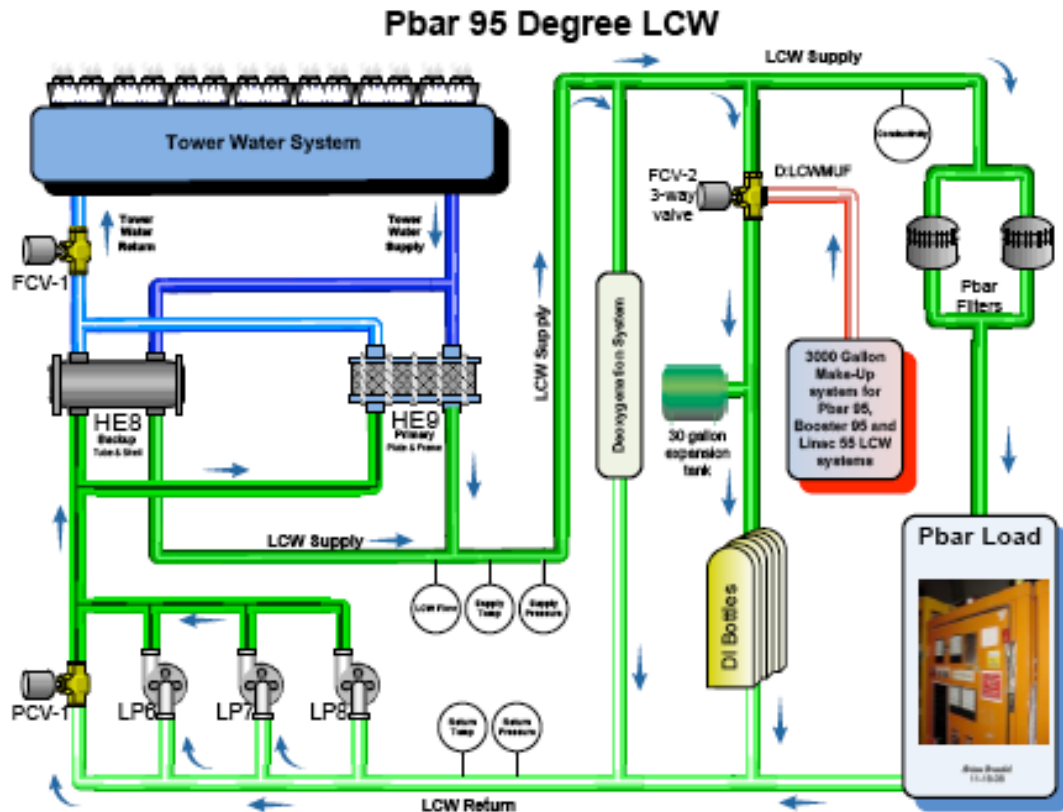 Pbar 95 Degree LCW
LCW Supply
Tower Water System
Conductivity
FCV-2
3-way
valve
D:LCWMUF
Tower
Water
Return
Tower
Water
Supply
FCV-1
Pbar
Filters
LCW Supply
Deoxygenation System
3000 Gallon
Make-Up
system for
Pbar 95,
Booster 95 and
Linac 55 LCW
systems
HE8
Backup
Tube & Shell
HE9
Primary
Plate & Frame
30 gallon
expansion
tank
LCW Supply
Pbar Load
LCW Flow
Supply
Temp
Supply
Pressure
DI Bottles
PCV-1
LP6
LP7
LP8
Return
Temp
Return
Pressure
LCW Return